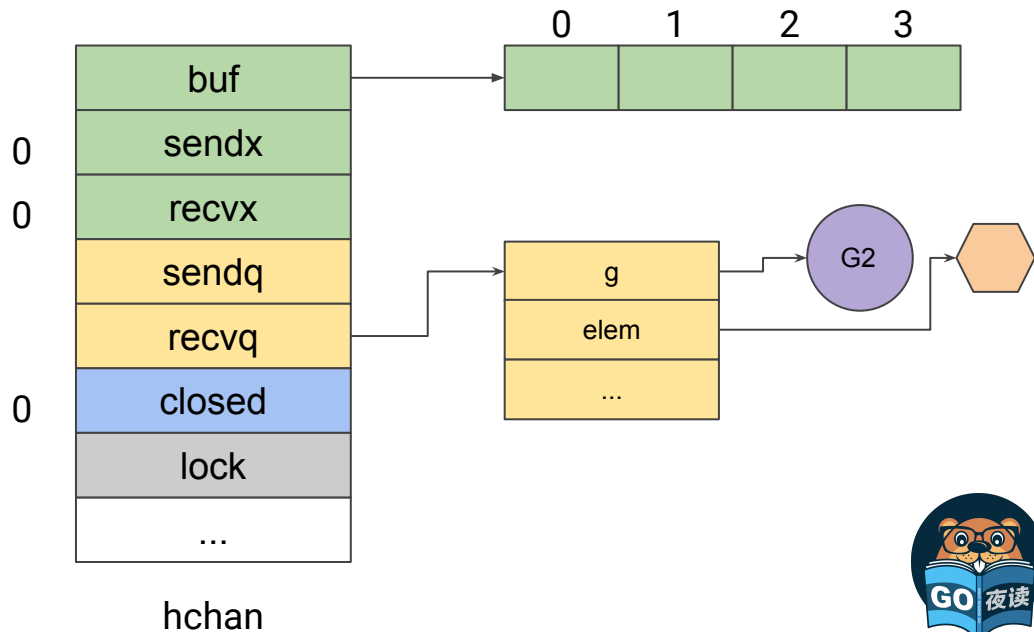 0 1 2 3
buf
0 sendx
0 recvx
sendq
g
G2
recvq
elem
0 closed
...
lock
...
GO 夜读
hchan